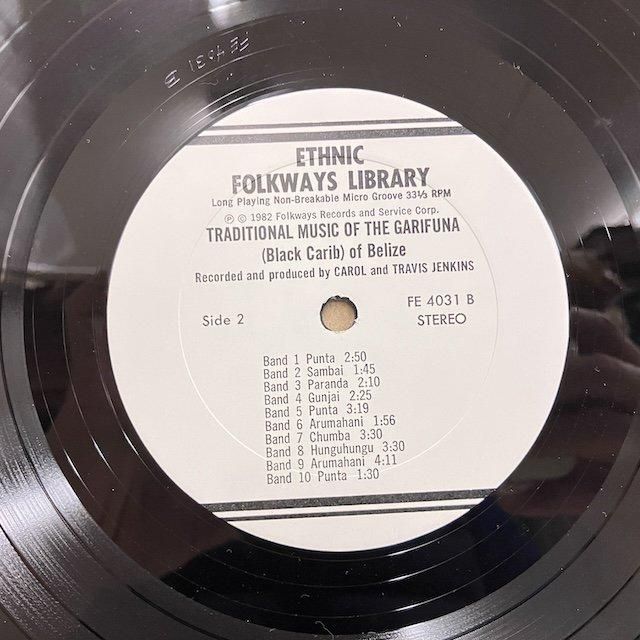 FE 4031 B
ETHNIC
FOLKWAYS LIBRARY
Long Playing Non-Breakable Micro Groove 33⅓ RPM
Ⓟ © 1982 Folkways Records and Service Corp.
TRADITIONAL MUSIC OF THE GARIFUNA
(Black Carib) of Belize
Recorded and produced by CAROL and TRAVIS JENKINS
Side 2
FE 4031 B
STEREO
Band 1 Punta 2:50
Band 2 Sambai 1:45
Band 3 Paranda 2:10
Band 4 Gunjai 2:25
Band 5 Punta 3:19
Band 6 Arumahani 1:56
Band 7 Chumba 3:30
Band 8 Hunguhungu 3:30
Band 9 Arumahani 4:11
Band 10 Punta 1:30